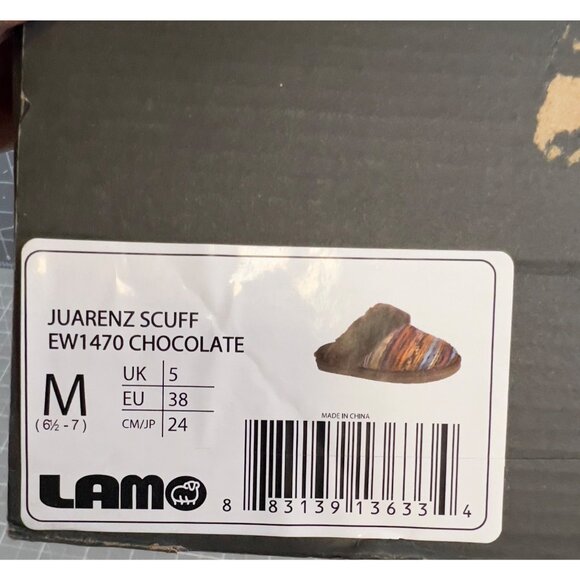 JUARENZ SCUFF
EW1470 CHOCOLATE
M
(6½ - 7)
UK 5
EU 38
CM/JP 24
MADE IN CHINA
LAMO
8 83139 13633 4